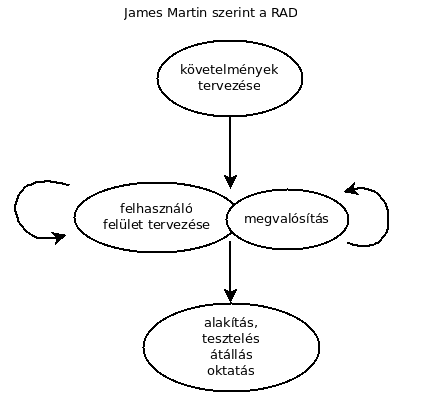 James Martin szerint a RAD
követelmények
tervezése
felhasználó
felület tervezése
megvalósítás
alakítás,
tesztelés
átállás
oktatás